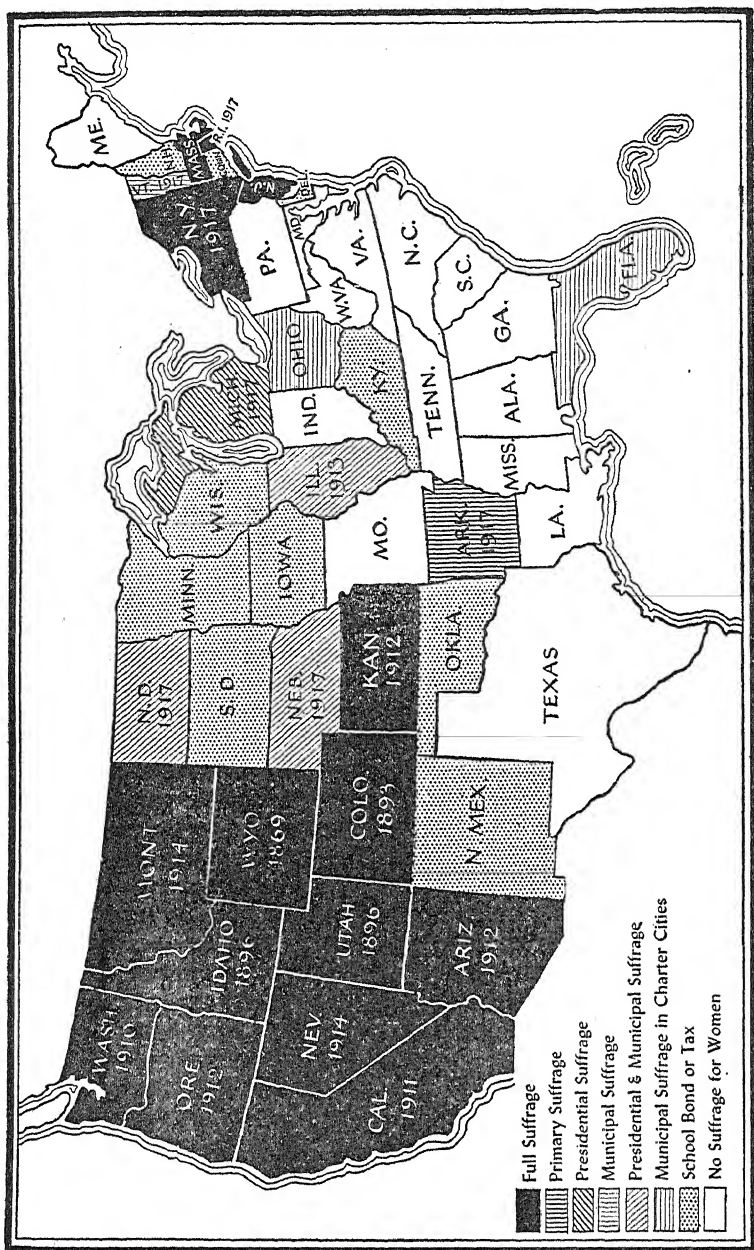 WASH.
1910
ORE.
1912
CAL.
1911
NEV.
1914
IDAHO
1896
MONT
1914
WYO.
1869
UTAH
1896
ARIZ.
1912
COLO.
1893
N MEX.
N.D.
1917
S D
NEB.
1917
KAN
1912
OKLA
TEXAS
MINN
IOWA
MO.
ARK.
1917
LA.
WIS.
ILL.
1913
MICH.
1917
IND.
OHIO
KY.
TENN.
MISS.
ALA.
GA.
FLA.
S.C.
N.C.
VA.
W.VA
MD.
DEL
PA.
N.J.
N.Y.
1917
VT. 1917
N.H.
MASS
R.I. 1917
ME.
Full Suffrage
Primary Suffrage
Presidential Suffrage
Municipal Suffrage
Presidential & Municipal Suffrage
Municipal Suffrage in Charter Cities
School Bond or Tax
No Suffrage for Women